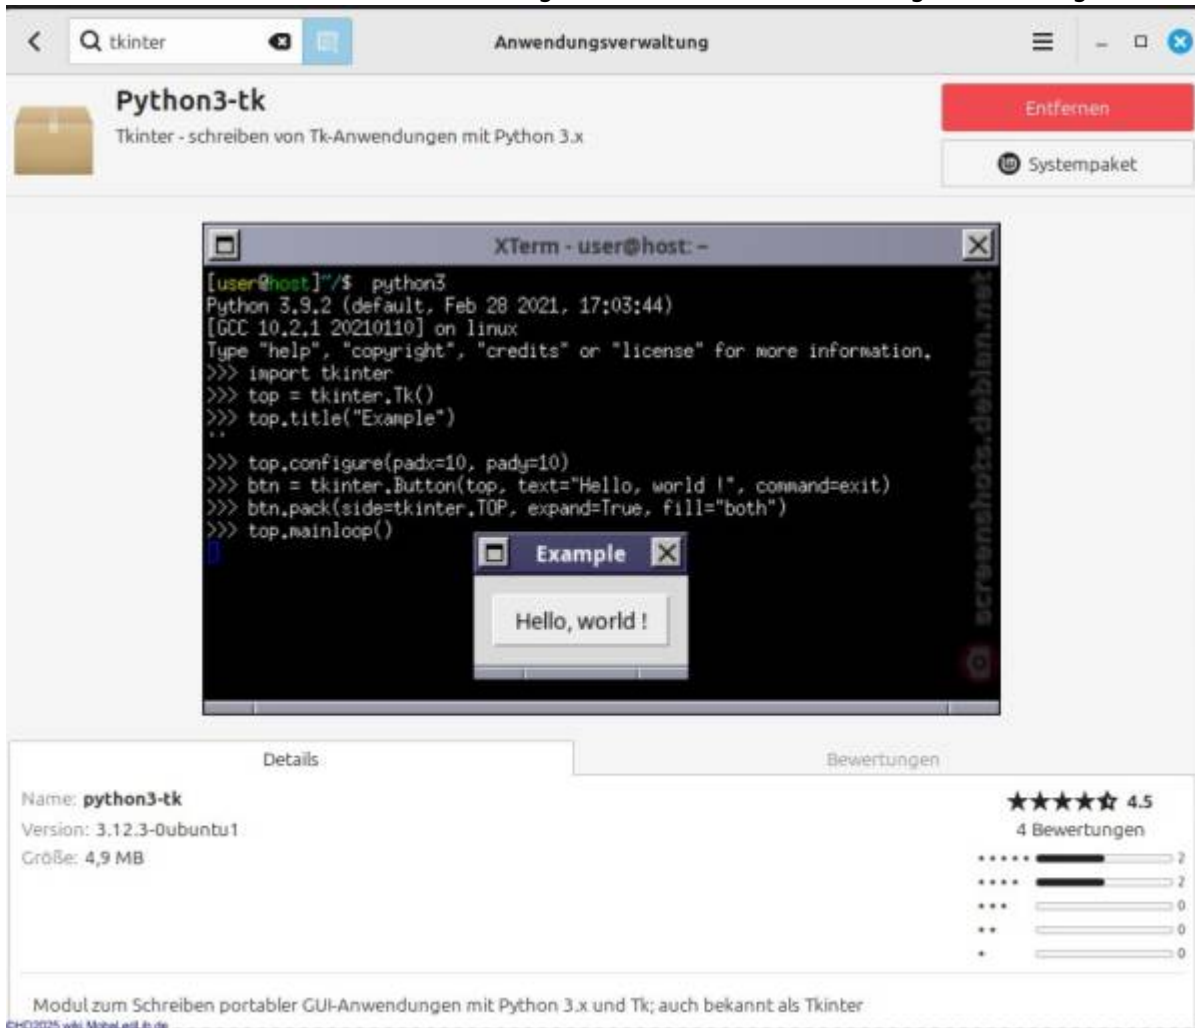 tkinter
Anwendungsverwaltung
Python3-tk
Tkinter - schreiben von Tk-Anwendungen mit Python 3.x
Entfernen
Systempaket
XTerm - user@host: ~
[user@host]~/$ python3
Python 3.9.2 (default, Feb 28 2021, 17:03:44)
[GCC 10.2.1 20210110] on linux
Type "help", "copyright", "credits" or "license" for more information.
>>> import tkinter
>>> top = tkinter.Tk()
>>> top.title("Example")
''
>>> top.configure(padx=10, pady=10)
>>> btn = tkinter.Button(top, text="Hello, world !", command=exit)
>>> btn.pack(side=tkinter.TOP, expand=True, fill="both")
>>> top.mainloop()
Example
Hello, world !
screenshots.debian.net
Details
Bewertungen
Name: python3-tk
Version: 3.12.3-0ubuntu1
Größe: 4,9 MB
4.5
4 Bewertungen
2
2
0
0
0
Modul zum Schreiben portabler GUI-Anwendungen mit Python 3.x und Tk; auch bekannt als Tkinter